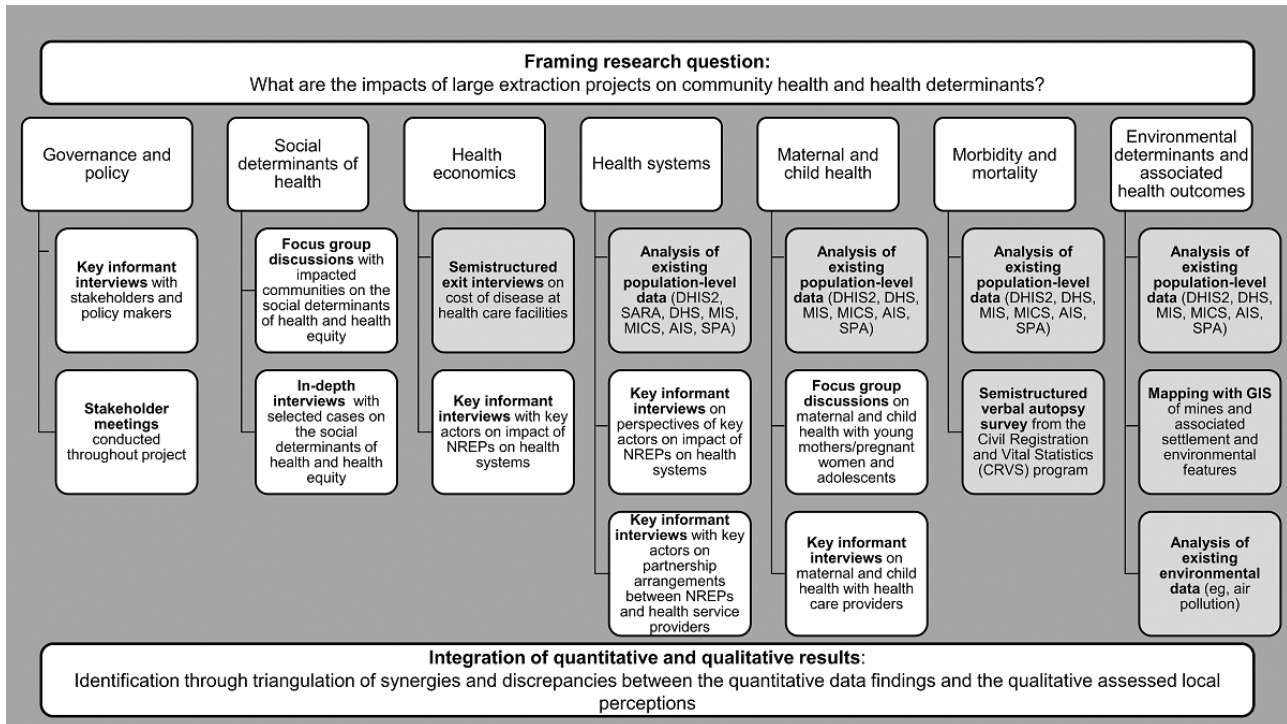 Framing research question:
What are the impacts of large extraction projects on community health and health determinants?
Governance and
policy
Key informant
interviews with
stakeholders and
policy makers
Stakeholder
meetings
conducted
throughout project
Social
determinants of
health
Focus group
discussions with
impacted
communities on the
social determinants
of health and health
equity
In-depth
interviews with
selected cases on
the social
determinants of
health and health
equity
Health
economics
Semistructured
exit interviews on
cost of disease at
health care facilities
Key informant
interviews with key
actors on impact of
NREPs on health
systems
Health systems
Analysis of
existing
population-level
data (DHIS2,
SARA, DHS, MIS,
MICS, AIS, SPA)
Key informant
interviews on
perspectives of key
actors on impact of
NREPs on health
systems
Key informant
interviews with key
actors on
partnership
arrangements
between NREPs
and health service
providers
Maternal and
child health
Analysis of
existing
population-level
data (DHIS2, DHS,
MIS, MICS, AIS,
SPA)
Focus group
discussions on
maternal and child
health with young
mothers/pregnant
women and
adolescents
Key informant
interviews on
maternal and child
health with health
care providers
Morbidity and
mortality
Analysis of
existing
population-level
data (DHIS2, DHS,
MIS, MICS, AIS,
SPA)
Semistructured
verbal autopsy
survey from the
Civil Registration
and Vital Statistics
(CRVS) program
Environmental
determinants and
associated
health outcomes
Analysis of
existing
population-level
data (DHIS2, DHS,
MIS, MICS, AIS,
SPA)
Mapping with GIS
of mines and
associated
settlement and
environmental
features
Analysis of
existing
environmental
data (eg, air
pollution)
Integration of quantitative and qualitative results:
Identification through triangulation of synergies and discrepancies between the quantitative data findings and the qualitative assessed local
perceptions